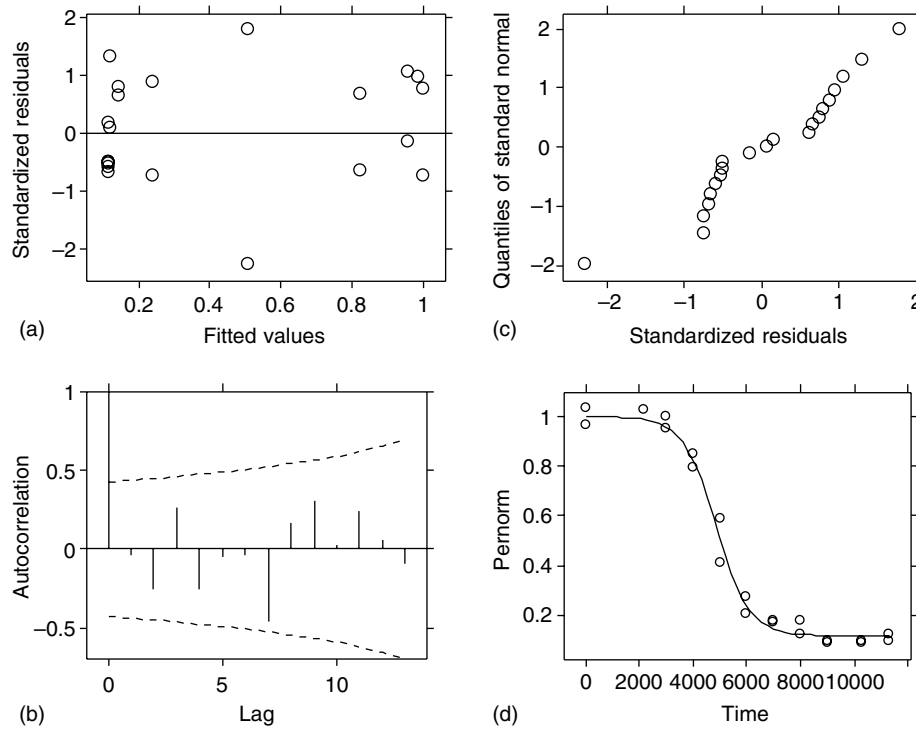 2
1
0
−1
−2
Standardized residuals
0.2 0.4 0.6 0.8 1
(a)
Fitted values
2
1
0
−1
−2
Quantiles of standard normal
−2 −1 0 1 2
(c)
Standardized residuals
1
0.5
0
−0.5
Autocorrelation
0 5 10
(b)
Lag
1
0.8
0.6
0.4
0.2
Pernorm
0 2000 4000 6000 8000 10000
(d)
Time